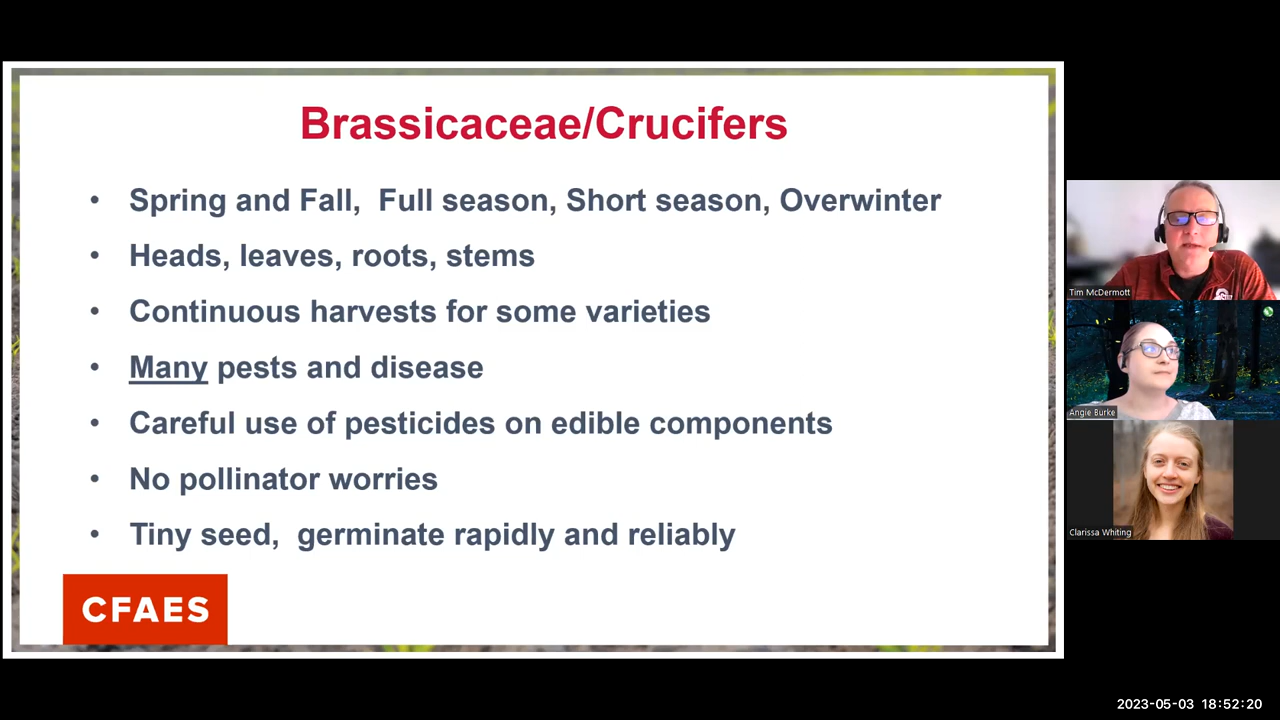 Brassicaceae/Crucifers
• Spring and Fall,  Full season, Short season, Overwinter
• Heads, leaves, roots, stems
• Continuous harvests for some varieties
• Many pests and disease
• Careful use of pesticides on edible components
• No pollinator worries
• Tiny seed,  germinate rapidly and reliably
CFAES
Tim McDermott
Angie Burke
Clarissa Whiting
2023-05-03 18:52:20